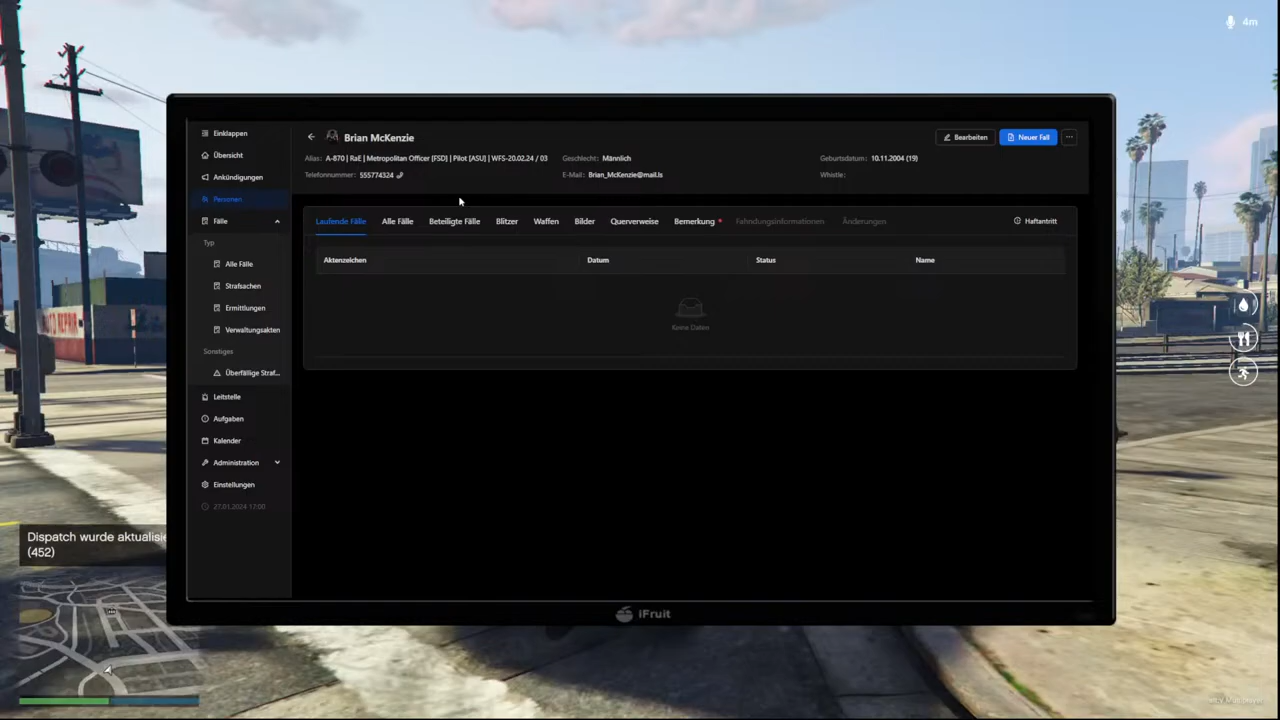 4m
Einklappen
Übersicht
Ankündigungen
Personen
Fälle
Typ
Alle Fälle
Strafsachen
Ermittlungen
Verwaltungsakten
Sonstiges
Überfällige Straf...
Leitstelle
Aufgaben
Kalender
Administration
Einstellungen
27.01.2024 17:00
Brian McKenzie
Bearbeiten
Neuer Fall
Alias: A-870 | RaE | Metropolitan Officer [FSD] | Pilot [ASU] | WFS-20.02.24 / 03
Geschlecht: Männlich
Geburtsdatum: 10.11.2004 (19)
Telefonnummer: 555774324
E-Mail: Brian_McKenzie@mail.ls
Whistle:
Laufende Fälle Alle Fälle Beteiligte Fälle Blitzer Waffen Bilder Querverweise Bemerkung Fahndungsinformationen Änderungen Haftantritt
Aktenzeichen Datum Status Name
Keine Daten
iFruit
Dispatch wurde aktualisie
(452)
AUTO REPAIR